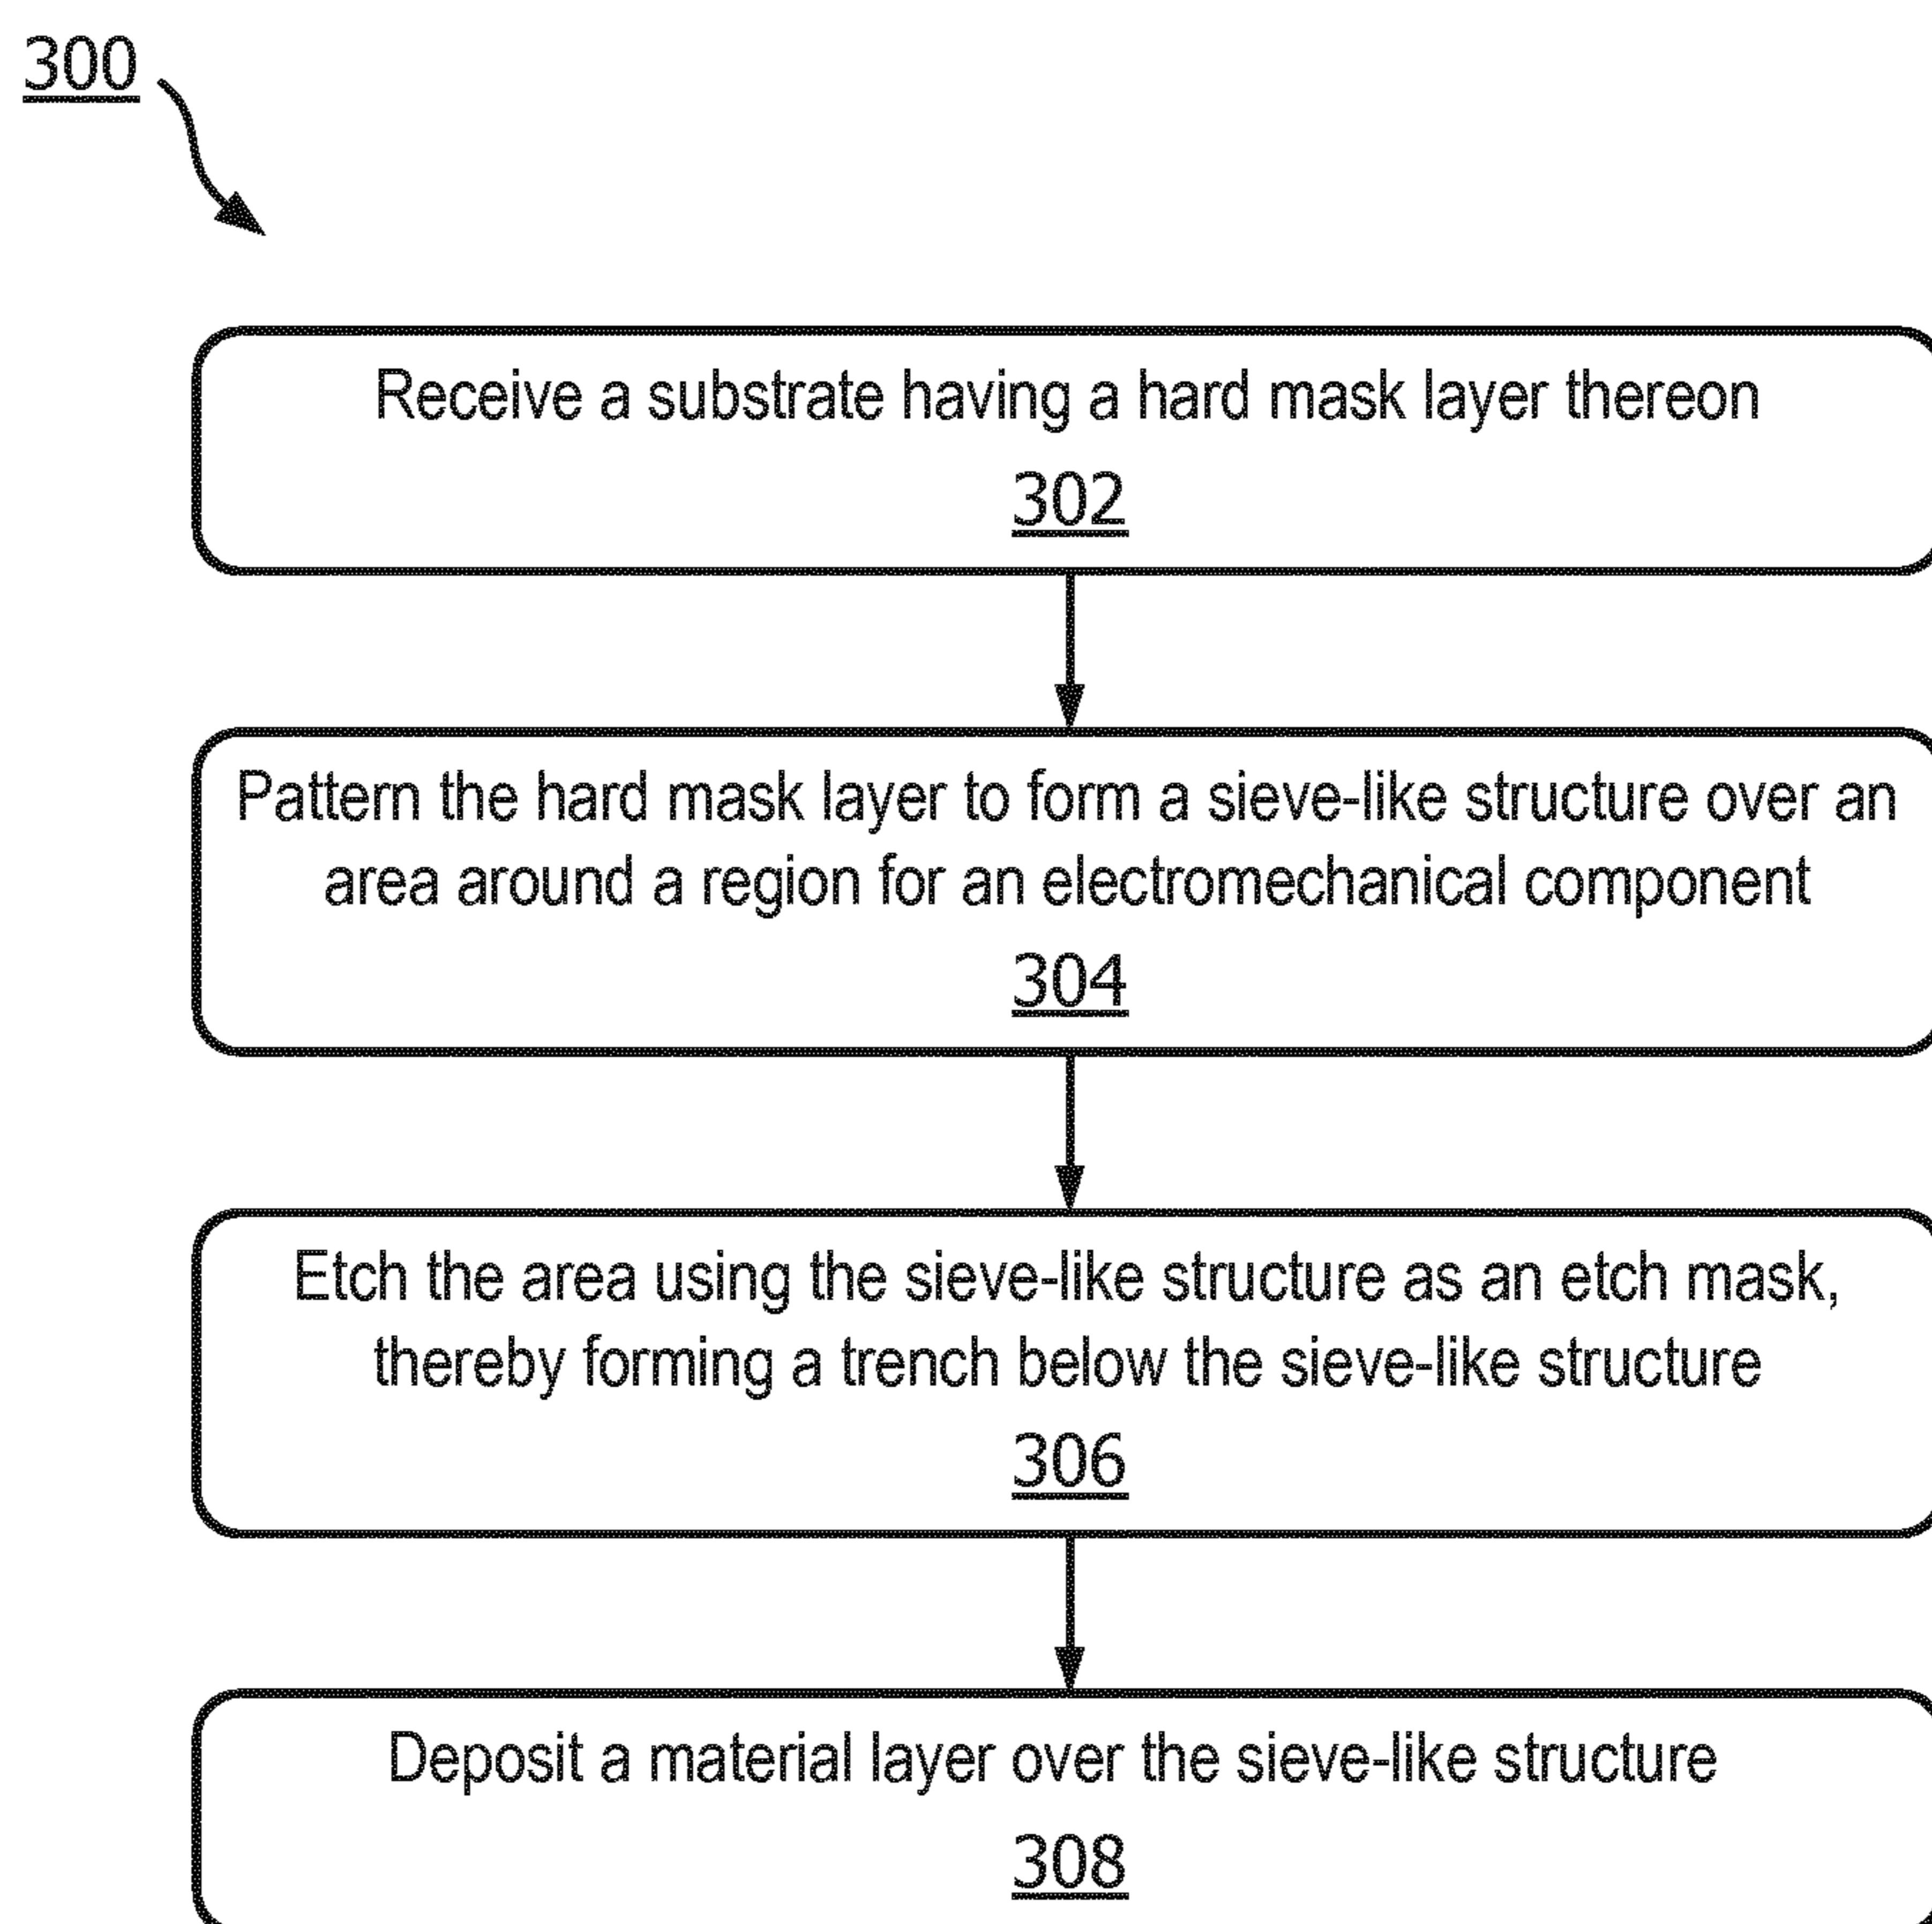 300
Receive a substrate having a hard mask layer thereon
302
Pattern the hard mask layer to form a sieve-like structure over an
area around a region for an electromechanical component
304
Etch the area using the sieve-like structure as an etch mask,
thereby forming a trench below the sieve-like structure
306
Deposit a material layer over the sieve-like structure
308